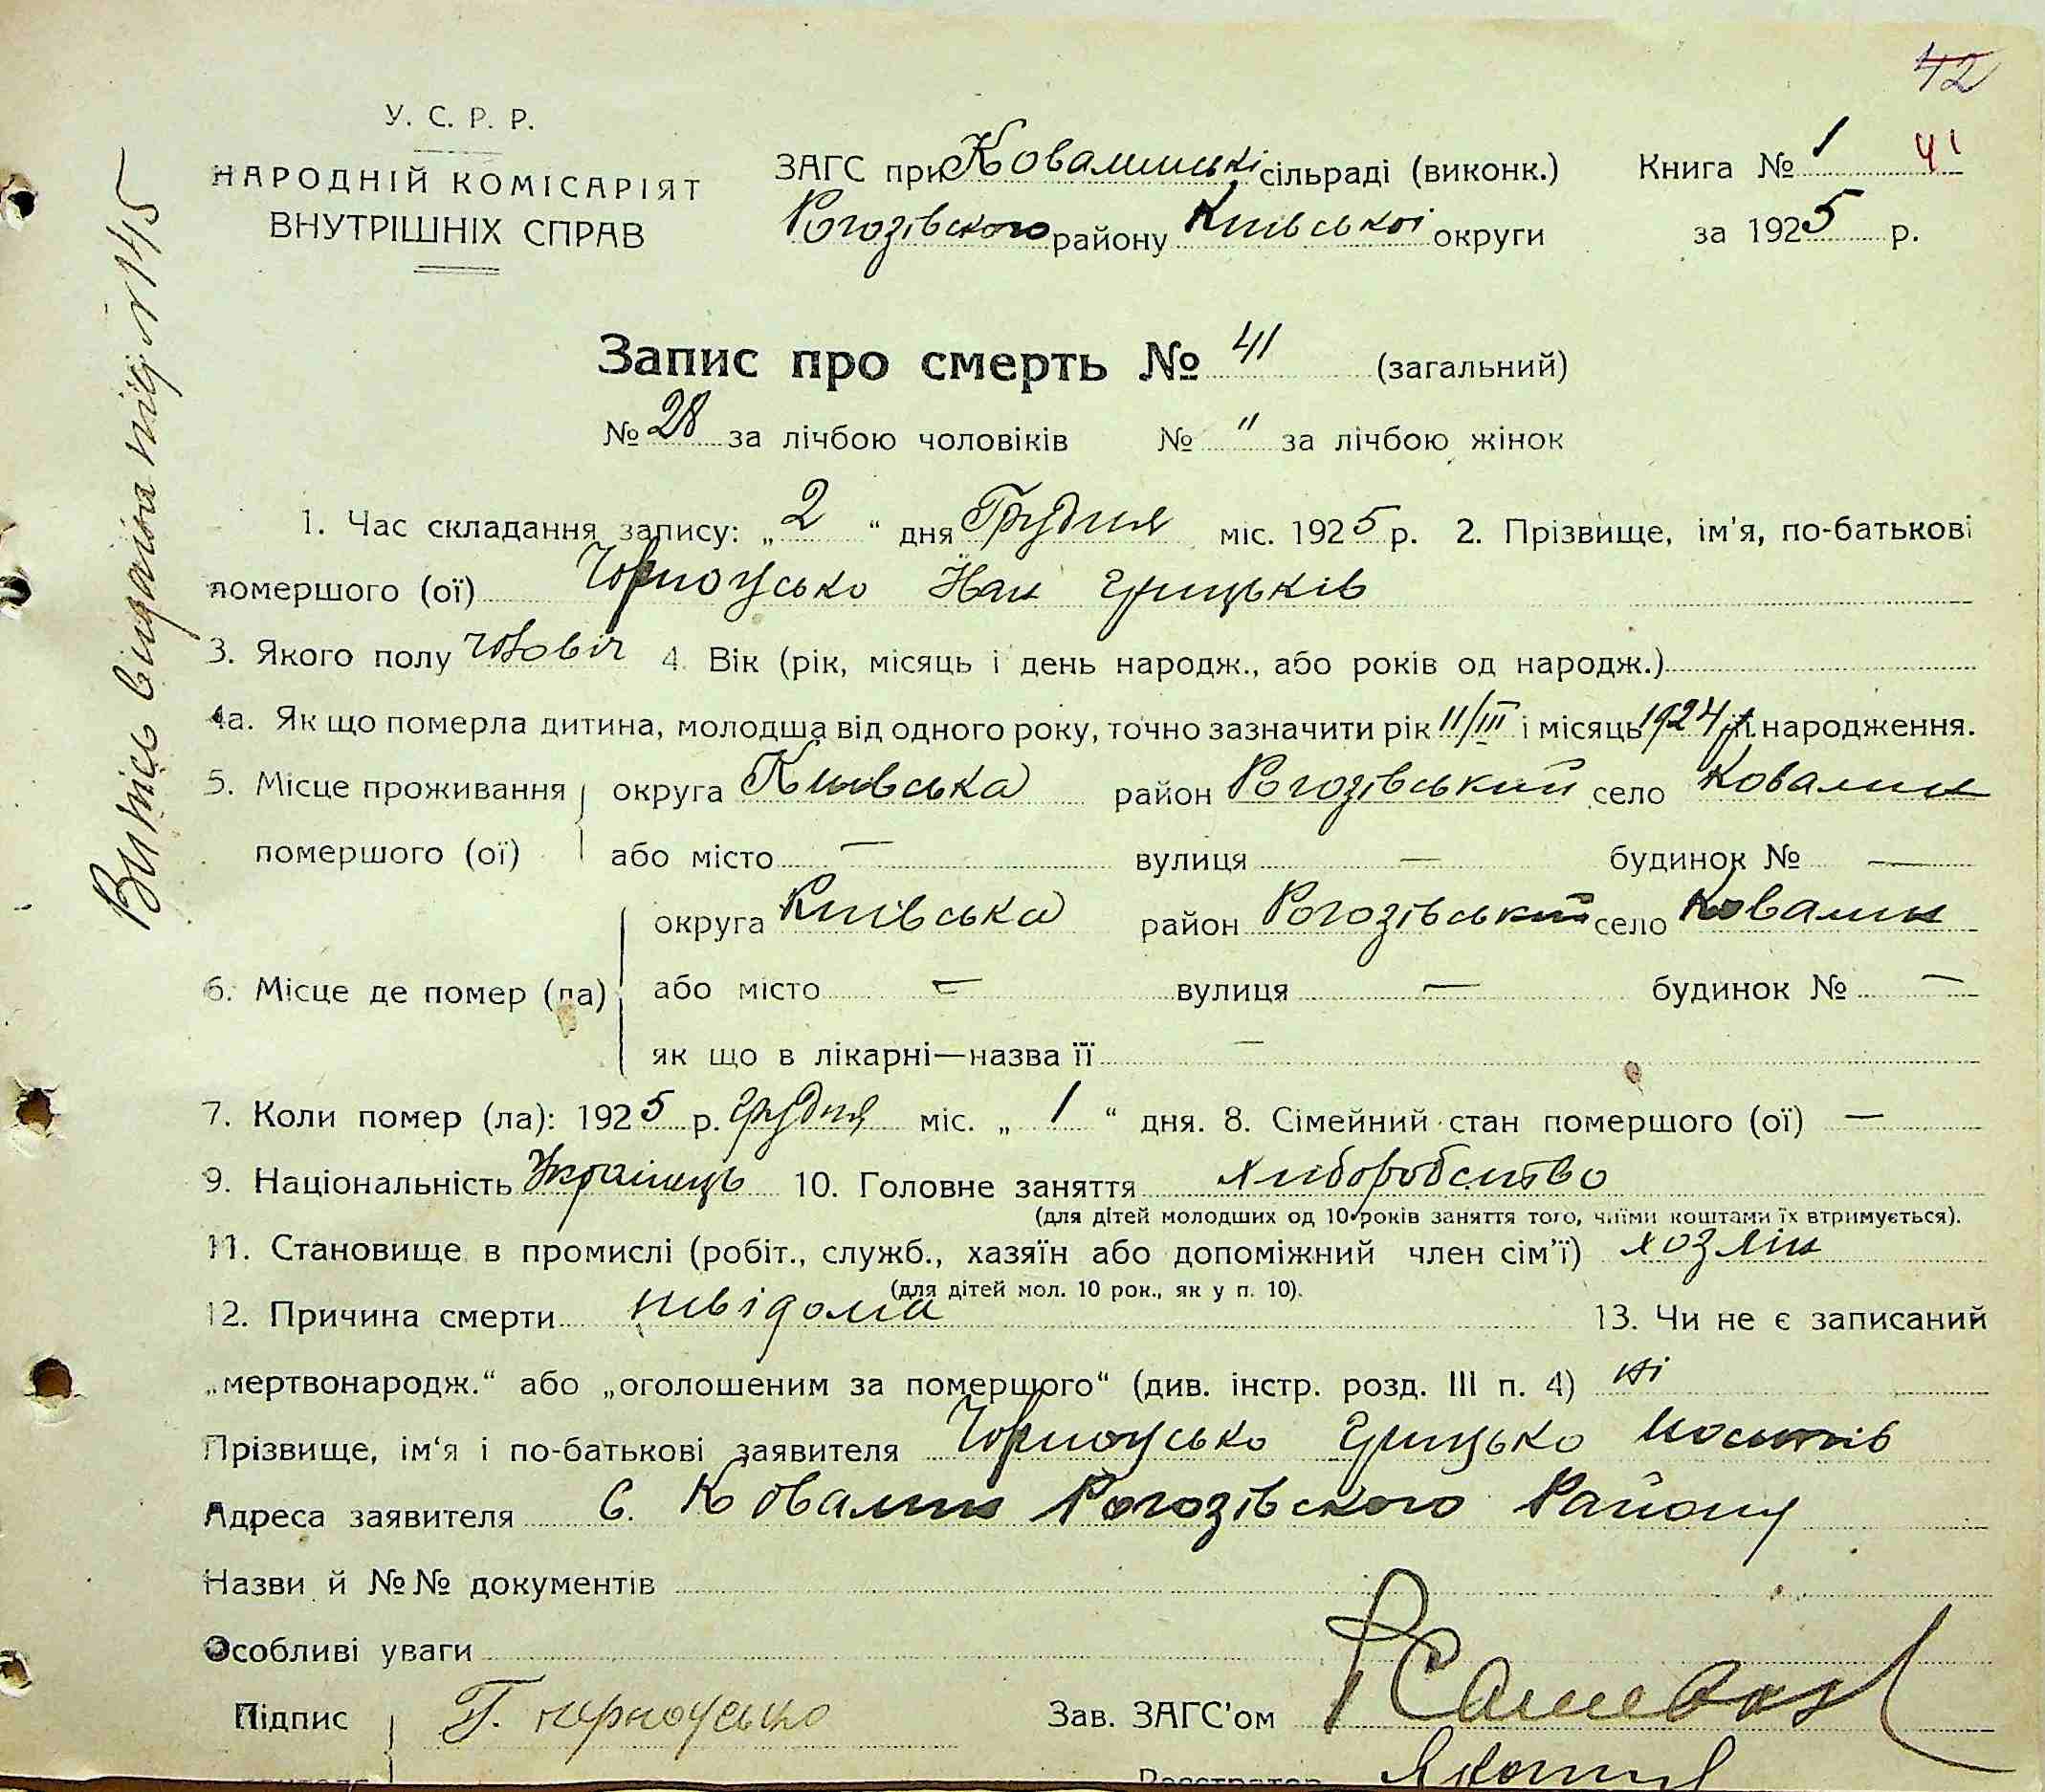 42
У. С. Р. Р.
НАРОДНІЙ КОМІСАРІЯТ
ВНУТРІШНІХ СПРАВ
ЗАГС при Ковалинські сільраді (виконк.) Книга № 1 41
Рогозівского району Київської округи за 1925 р.
Запис про смерть № 41 (загальний)
№ 28 за лічбою чоловіків № " за лічбою жінок
1. Час складання запису: „ 2 “ дня Грудня міс. 1925 р. 2. Прізвище, ім'я, по-батькові
помершого (ої) Чорноусько Іван Грицьків
3. Якого полу Чоловіч 4. Вік (рік, місяць і день народж., або років од народж.)
4а. Як що померла дитина, молодша від одного року, точно зазначити рік 11/III і місяць 1924 р. народження.
5. Місце проживання округа Київська район Рогозівський село Ковалин
помершого (ої) або місто — вулиця — будинок № —
округа Київська район Рогозівський село Ковалин
6. Місце де помер (ла) або місто — вулиця — будинок № —
як що в лікарні—назва її —
7. Коли помер (ла): 1925 р. Грудня міс. „ 1 “ дня. 8. Сімейний стан помершого (ої) —
9. Національність Українець 10. Головне заняття хліборобство
(для дітей молодших од 10 років заняття того, чиїми коштами їх втримується).
11. Становище в промислі (робіт., служб., хазяїн або допоміжний член сім'ї) хозяїн
(для дітей мол. 10 рок., як у п. 10).
12. Причина смерти невідома 13. Чи не є записаний
„мертвонародж.“ або „оголошеним за померщого“ (див. інстр. розд. III п. 4) ні
Прізвище, ім'я і по-батькові заявителя Чорноусько Грицько
Адреса заявителя С. Ковалин Рогозівского Району
Назви й №№ документів
Особливі уваги
Підпис Г. Чорноусько Зав. ЗАГС'ом
Реєстратор
Витяс видани під № 145